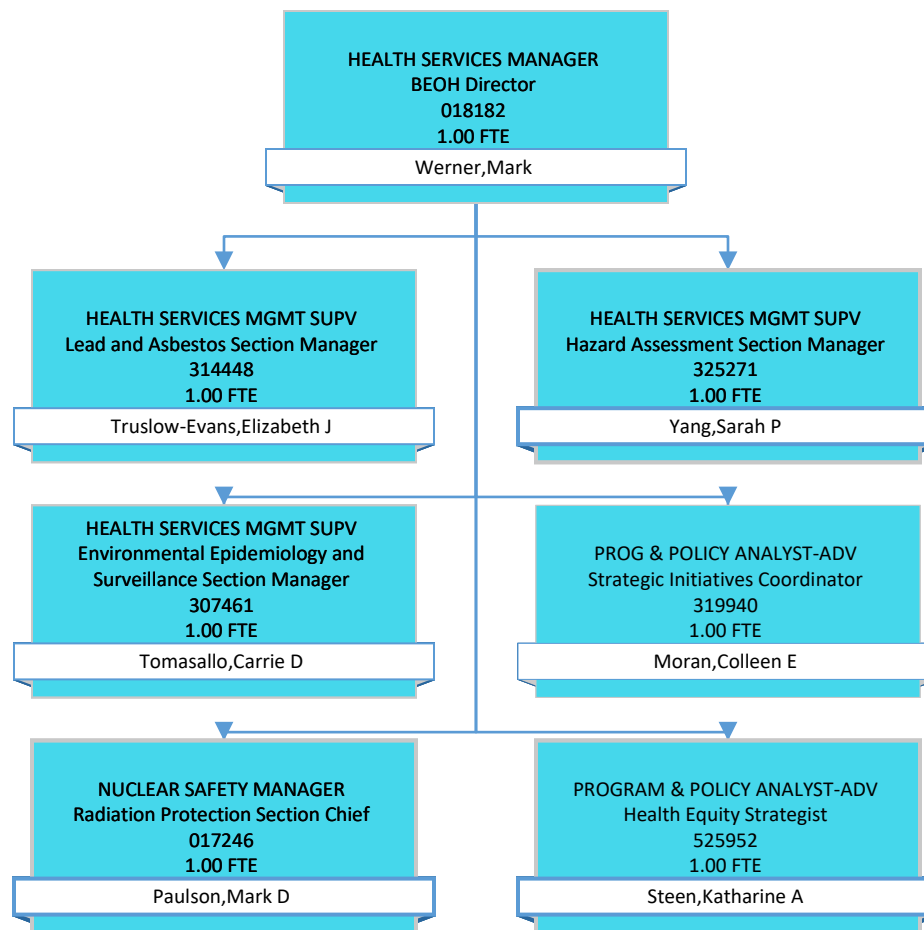 HEALTH SERVICES MANAGER
BEOH Director
018182
1.00 FTE
Werner,Mark
HEALTH SERVICES MGMT SUPV
Lead and Asbestos Section Manager
314448
1.00 FTE
Truslow-Evans,Elizabeth J
HEALTH SERVICES MGMT SUPV
Hazard Assessment Section Manager
325271
1.00 FTE
Yang,Sarah P
HEALTH SERVICES MGMT SUPV
Environmental Epidemiology and
Surveillance Section Manager
307461
1.00 FTE
Tomasallo,Carrie D
PROG & POLICY ANALYST-ADV
Strategic Initiatives Coordinator
319940
1.00 FTE
Moran,Colleen E
NUCLEAR SAFETY MANAGER
Radiation Protection Section Chief
017246
1.00 FTE
Paulson,Mark D
PROGRAM & POLICY ANALYST-ADV
Health Equity Strategist
525952
1.00 FTE
Steen,Katharine A